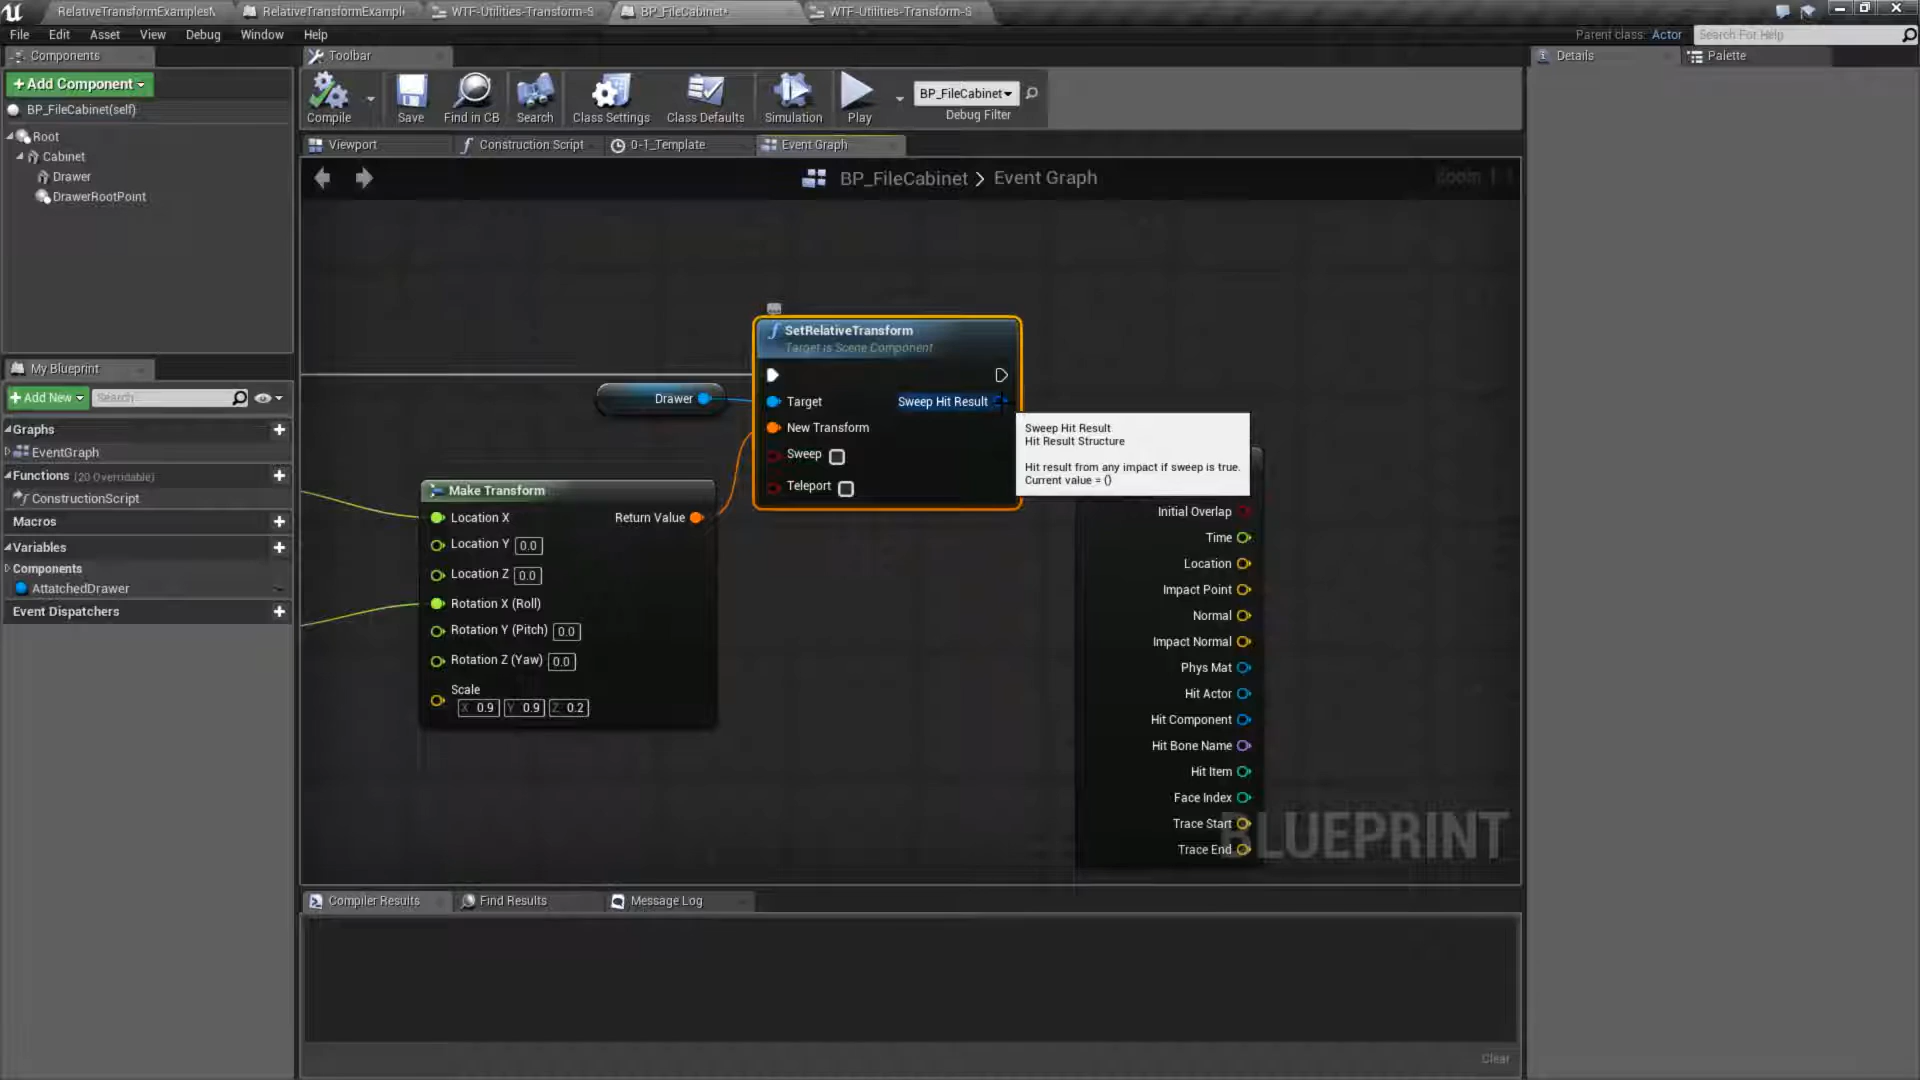 RelativeTransformExamplesM
RelativeTransformExampl
WTF-Utilities-Transform-S
BP_FileCabinet*
WTF-Utilities-Transform-S
File
Edit
Asset
View
Debug
Window
Help
Parent class: Actor
Search For Help
Components
+Add Component
BP_FileCabinet(self)
Root
Cabinet
Drawer
DrawerRootPoint
Toolbar
Compile
Save
Find in CB
Search
Class Settings
Class Defaults
Simulation
Play
BP_FileCabinet
Debug Filter
Details
Palette
Viewport
Construction Script
0-1_Template
Event Graph
BP_FileCabinet > Event Graph
My Blueprint
+Add New
Search
Graphs
EventGraph
Functions (20 Overridable)
ConstructionScript
Macros
Variables
Components
AttatchedDrawer
Event Dispatchers
SetRelativeTransform
Target is Scene Component
Drawer
Target
Sweep Hit Result
New Transform
Sweep
Teleport
Sweep Hit Result
Hit Result Structure
Hit result from any impact if sweep is true.
Current value = ()
Make Transform
Location X
Return Value
Location Y 0.0
Location Z 0.0
Rotation X (Roll)
Rotation Y (Pitch) 0.0
Rotation Z (Yaw) 0.0
Scale
X 0.9 Y 0.9 Z 0.2
Initial Overlap
Time
Location
Impact Point
Normal
Impact Normal
Phys Mat
Hit Actor
Hit Component
Hit Bone Name
Hit Item
Face Index
Trace Start
Trace End
BLUEPRINT
Compiler Results
Find Results
Message Log
Clear